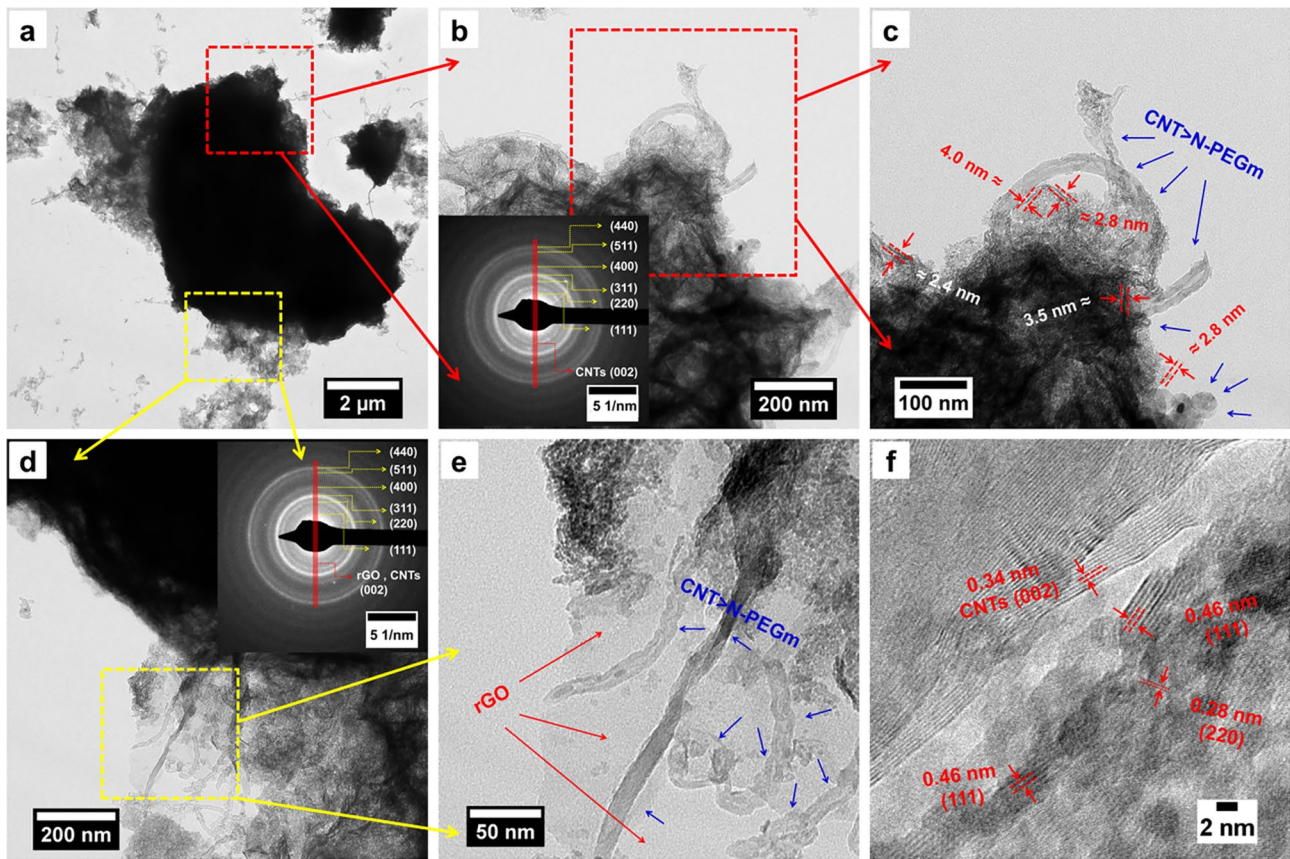 a
2 µm
b
(440)
(511)
(400)
(311)
(220)
(111)
CNTs (002)
5 1/nm
200 nm
c
CNT>N-PEGm
4.0 nm ≈
≈ 2.8 nm
≈ 2.4 nm
3.5 nm ≈
≈ 2.8 nm
100 nm
d
(440)
(511)
(400)
(311)
(220)
(111)
rGO , CNTs
(002)
5 1/nm
200 nm
e
CNT>N-PEGm
rGO
50 nm
f
0.34 nm
CNTs (002)
0.46 nm
(111)
0.28 nm
(220)
0.46 nm
(111)
2 nm